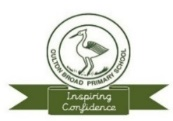 OULTON BROAD PRIMARY SCHOOL
Inspiring
Confidence